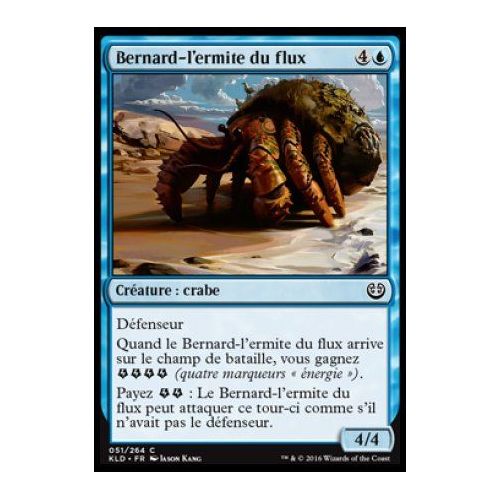 Bernard-l'ermite du flux 4
Créature : crabe
Défenseur
Quand le Bernard-l'ermite du flux arrive
sur le champ de bataille, vous gagnez
(quatre marqueurs « énergie »).
Payez : Le Bernard-l'ermite du
flux peut attaquer ce tour-ci comme s'il
n'avait pas le défenseur.
4/4
051/264 C
KLD • FR Iason Kang
™ & © 2016 Wizards of the Coast